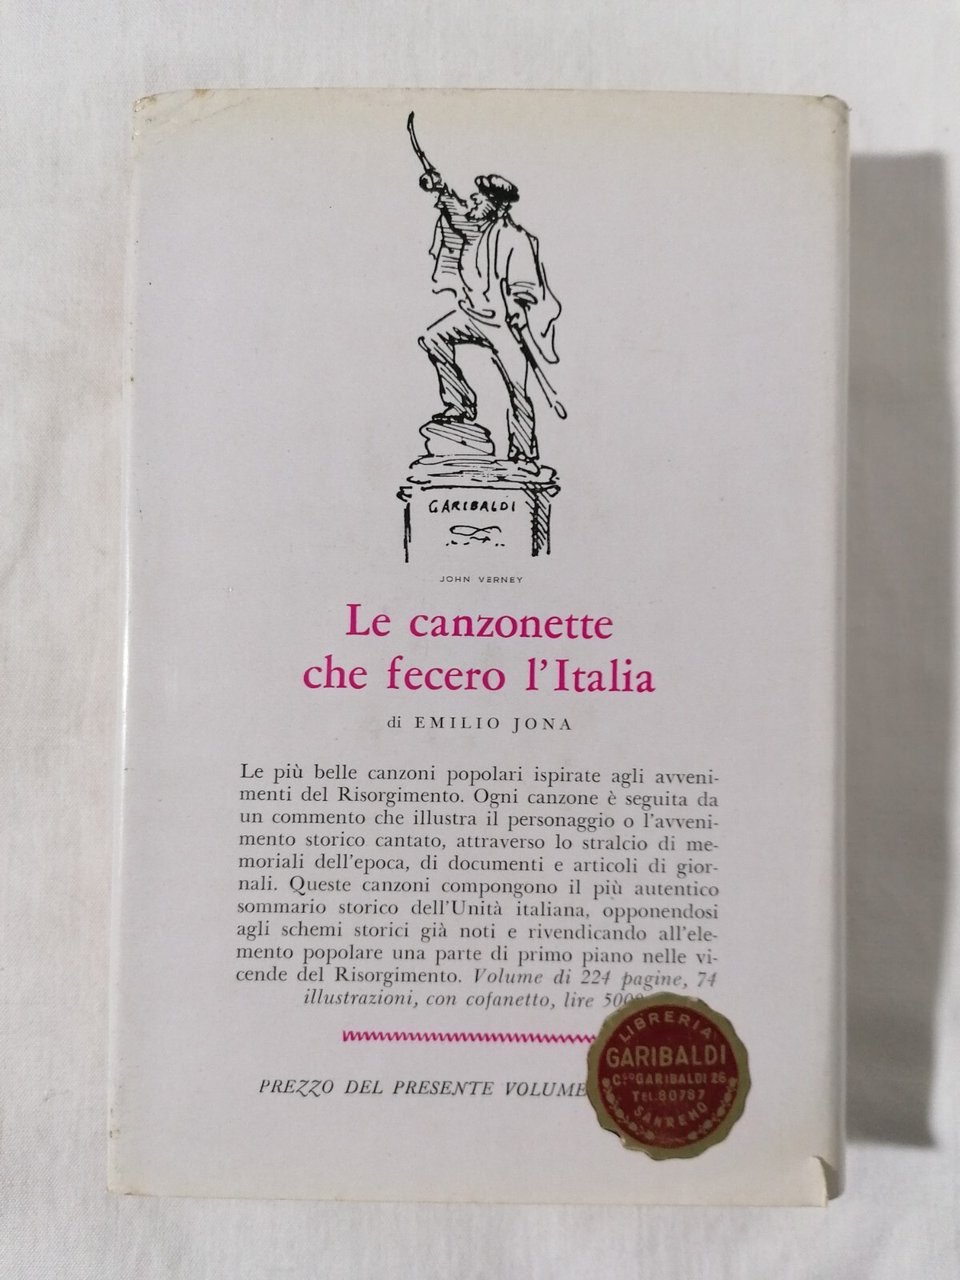 GARIBALDI
JOHN VERNEY
Le canzonette
che fecero l'Italia
di EMILIO JONA
Le più belle canzoni popolari ispirate agli avveni-
menti del Risorgimento. Ogni canzone è seguita da
un commento che illustra il personaggio o l'avveni-
mento storico cantato, attraverso lo stralcio di me-
moriali dell'epoca, di documenti e articoli di gior-
nali. Queste canzoni compongono il più autentico
sommario storico dell'Unità italiana, opponendosi
agli schemi storici già noti e rivendicando all'ele-
mento popolare una parte di primo piano nelle vi-
cende del Risorgimento. Volume di 224 pagine, 74
illustrazioni, con cofanetto, lire 5000
PREZZO DEL PRESENTE VOLUME
LIBRERIA
GARIBALDI
Cso GARIBALDI 26
TEL. 80787
SANREMO